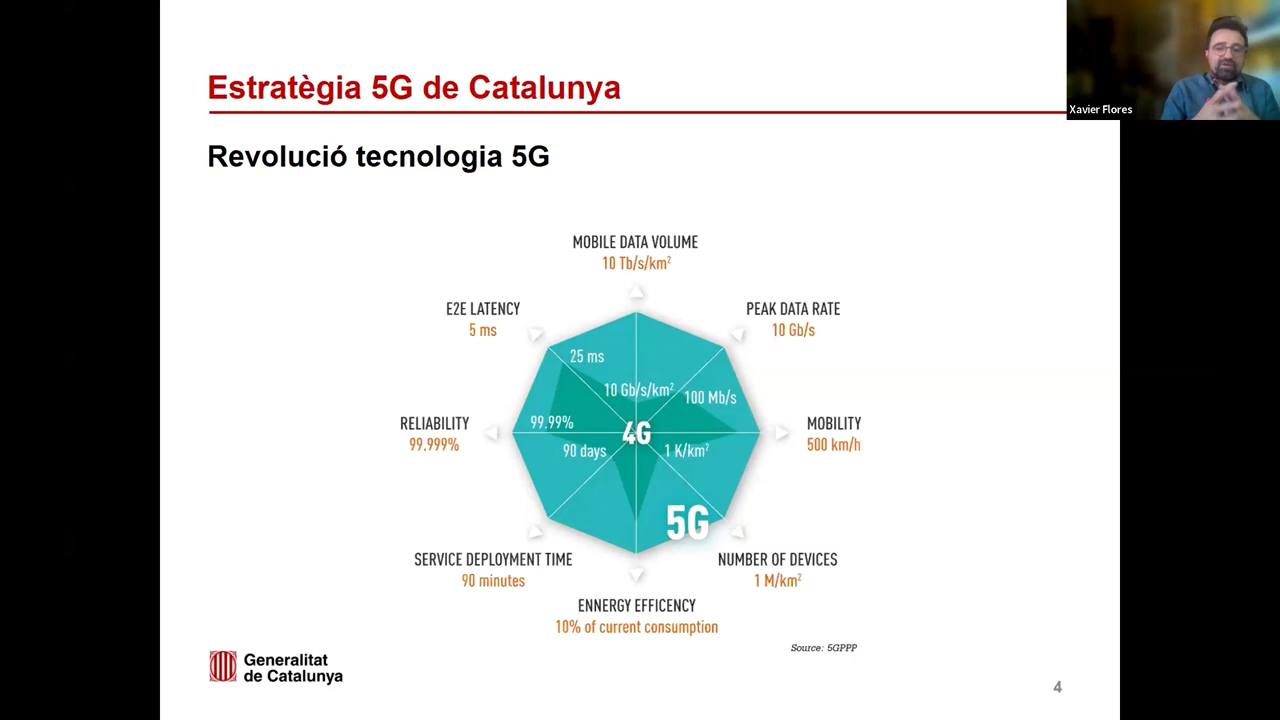 Estratègia 5G de Catalunya
Xavier Flores
Revolució tecnologia 5G
MOBILE DATA VOLUME
10 Tb/s/km²
E2E LATENCY
5 ms
PEAK DATA RATE
10 Gb/s
25 ms
10 Gb/s/km²
100 Mb/s
RELIABILITY
99.999%
99.99%
4G
MOBILITY
500 km/h
90 days
1 K/km²
5G
SERVICE DEPLOYMENT TIME
90 minutes
NUMBER OF DEVICES
1 M/km²
ENNERGY EFFICENCY
10% of current consumption
Source: 5GPPP
Generalitat
de Catalunya
4